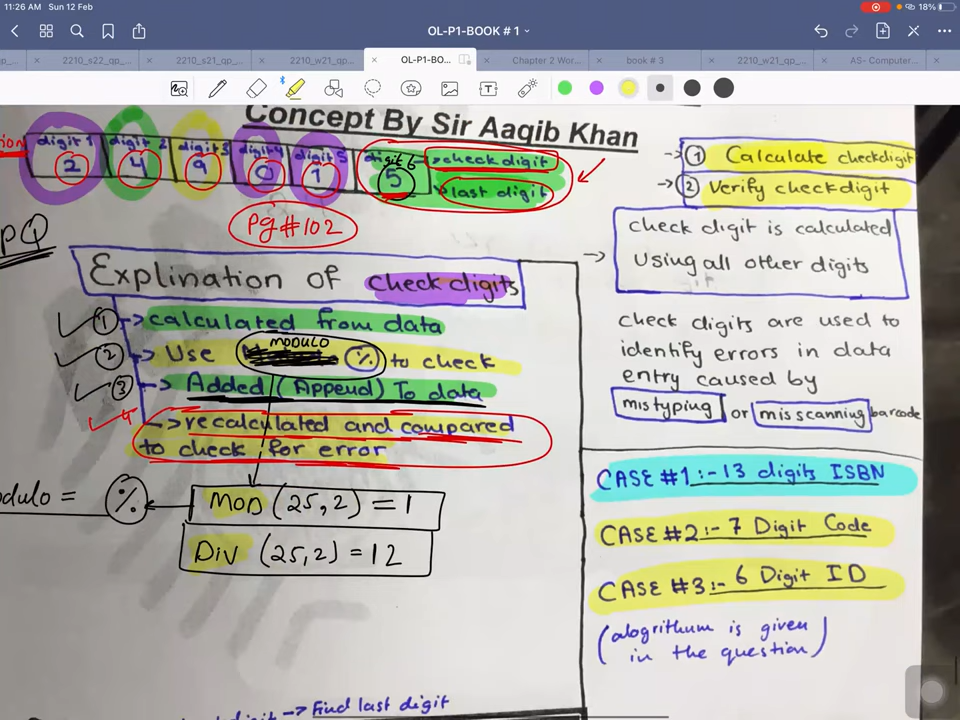 11:26 AM Sun 12 Feb
18%
OL-P1-BOOK # 1
2210_s22_qp_...
2210_s21_qp_...
2210_w21_qp...
OL-P1-BO...
Chapter 2 Wor...
book # 3
2210_w21_qp_...
AS- Computer...
Concept By Sir Aaqib Khan
digit 1 digit 2 digit 3 digit 4 digit 5 digit 6 → check digit
2 4 9 0 7 5 last digit
Pg#102
PQ
Explination of check digits
① → calculated from data
② → Use MODULO (%) to check
③ → Added (Append) To data
4 → recalculated and compared
to check for error
odulo = %
MOD (25,2) = 1
Div (25,2) = 12
→ Find last digit
→ ① Calculate checkdigit
→ ② Verify checkdigit
→ check digit is calculated
using all other digits
check digits are used to
identify errors in data
entry caused by
mistyping or misscanning barcode
CASE #1:- 13 digits ISBN
CASE #2:- 7 Digit Code
CASE #3:- 6 Digit ID
(alogrithum is given
in the question)